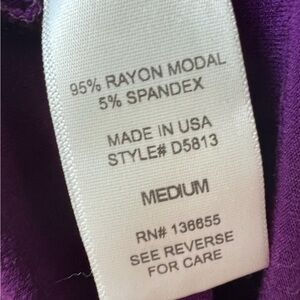 95% RAYON MODAL
5% SPANDEX
MADE IN USA
STYLE# D5813
MEDIUM
RN# 136655
SEE REVERSE
FOR CARE